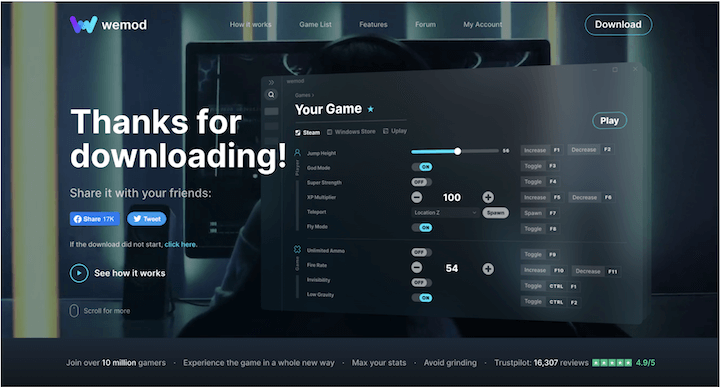 wemod
How it works
Game List
Features
Forum
My Account
Download
Thanks for
downloading!
Share it with your friends:
Share 17K
Tweet
If the download did not start, click here.
See how it works
Scroll for more
wemod
Games ›
Your Game
Play
Steam
Windows Store
Uplay
Player
Jump Height 56 Increase F1 Decrease F2
God Mode ON Toggle F3
Super Strength OFF Toggle F4
XP Multiplier 100 Increase F5 Decrease F6
Teleport Location Z Spawn Spawn F7
Fly Mode ON Toggle F8
Game
Unlimited Ammo OFF Toggle F9
Fire Rate 54 Increase F10 Decrease F11
Invisibility OFF Toggle CTRL F1
Low Gravity ON Toggle CTRL F2
Join over 10 million gamers · Experience the game in a whole new way · Max your stats · Avoid grinding · Trustpilot: 16,307 reviews 4.9/5